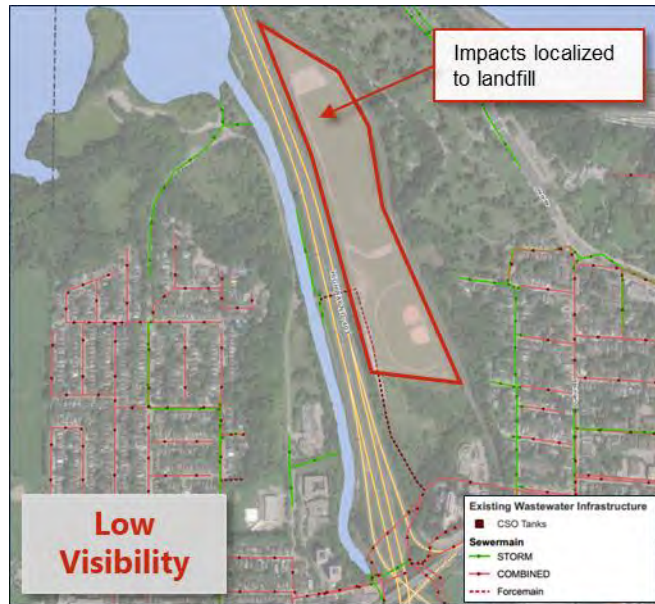 Impacts localized
to landfill
Low
Visibility
Existing Wastewater Infrastructure
CSO Tanks
Sewermain
STORM
COMBINED
Forcemain